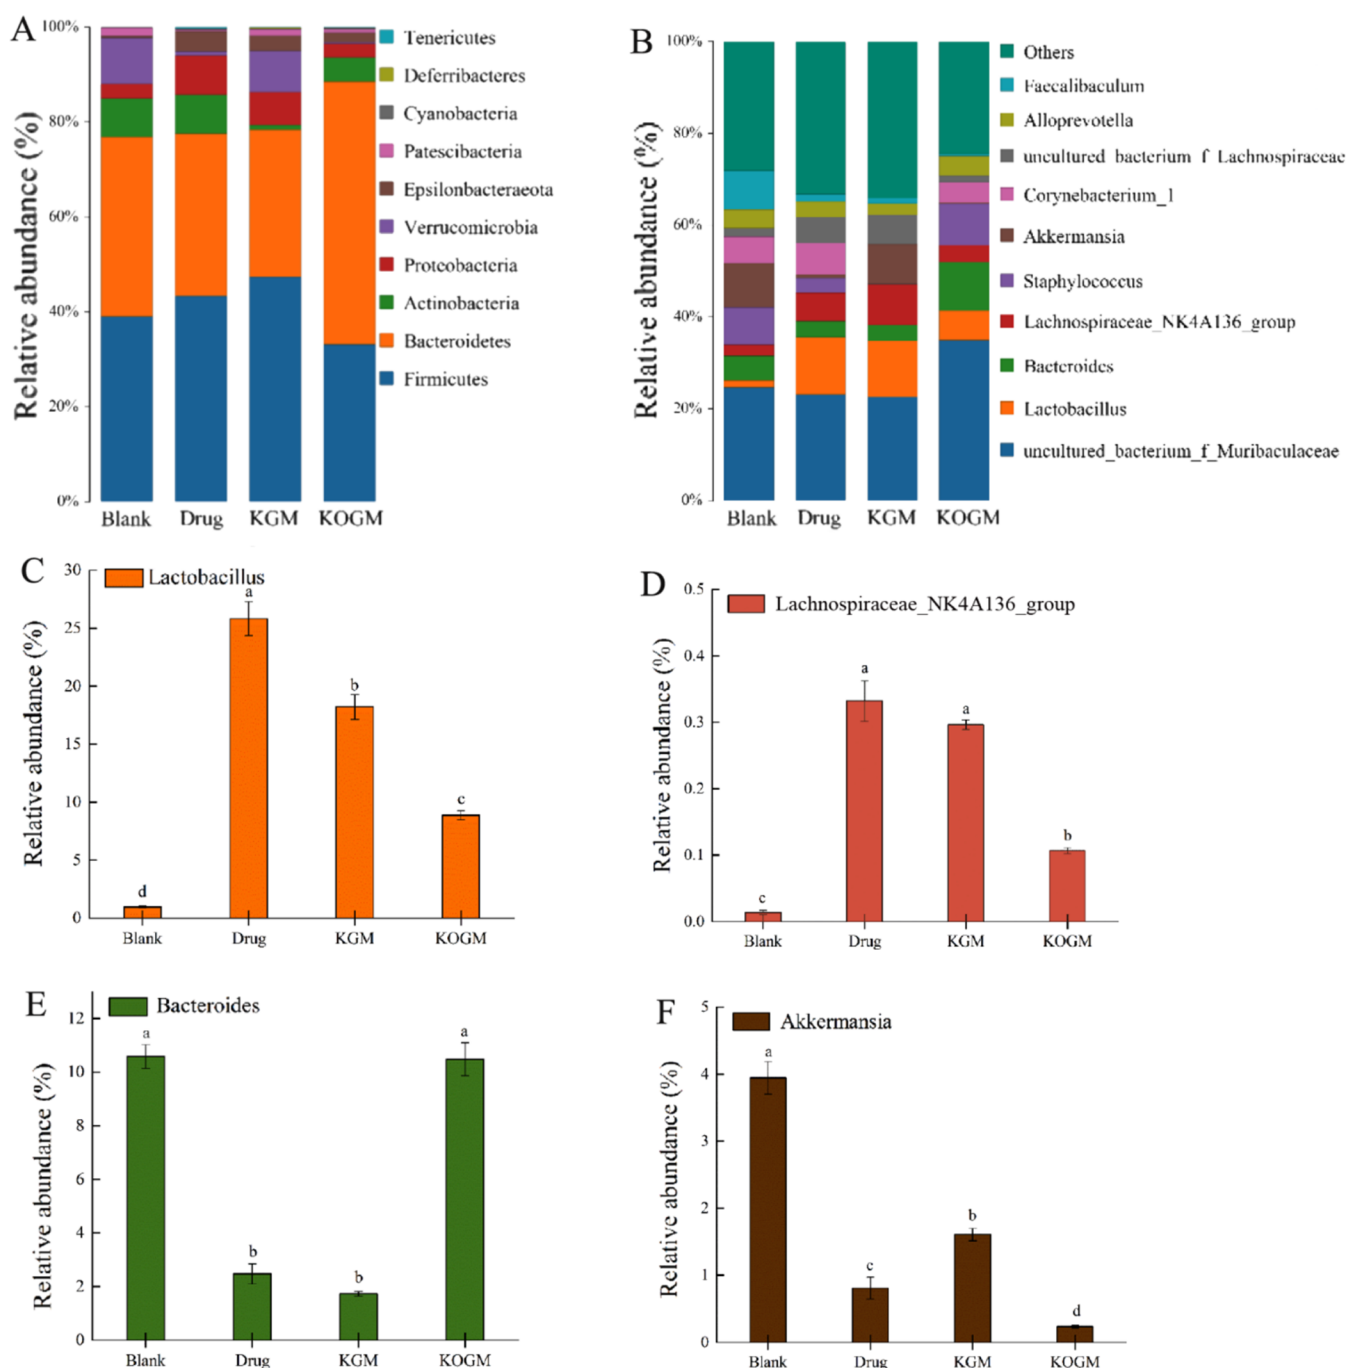 A
Relative abundance (%)
100%
80%
60%
40%
20%
0%
Blank
Drug
KGM
KOGM
Tenericutes
Deferribacteres
Cyanobacteria
Patescibacteria
Epsilonbacteraeota
Verrucomicrobia
Proteobacteria
Actinobacteria
Bacteroidetes
Firmicutes
B
Relative abundance (%)
100%
80%
60%
40%
20%
0%
Blank
Drug
KGM
KOGM
Others
Faecalibaculum
Alloprevotella
uncultured_bacterium_f_Lachnospiraceae
Corynebacterium_1
Akkermansia
Staphylococcus
Lachnospiraceae_NK4A136_group
Bacteroides
Lactobacillus
uncultured_bacterium_f_Muribaculaceae
C
Lactobacillus
Relative abundance (%)
30
25
20
15
10
5
0
d
a
b
c
Blank
Drug
KGM
KOGM
D
Lachnospiraceae_NK4A136_group
Relative abundance (%)
0.5
0.4
0.3
0.2
0.1
0.0
c
a
a
b
Blank
Drug
KGM
KOGM
E
Bacteroides
Relative abundance (%)
12
10
8
6
4
2
0
a
b
b
a
Blank
Drug
KGM
KOGM
F
Akkermansia
Relative abundance (%)
5
4
3
2
1
0
a
c
b
d
Blank
Drug
KGM
KOGM